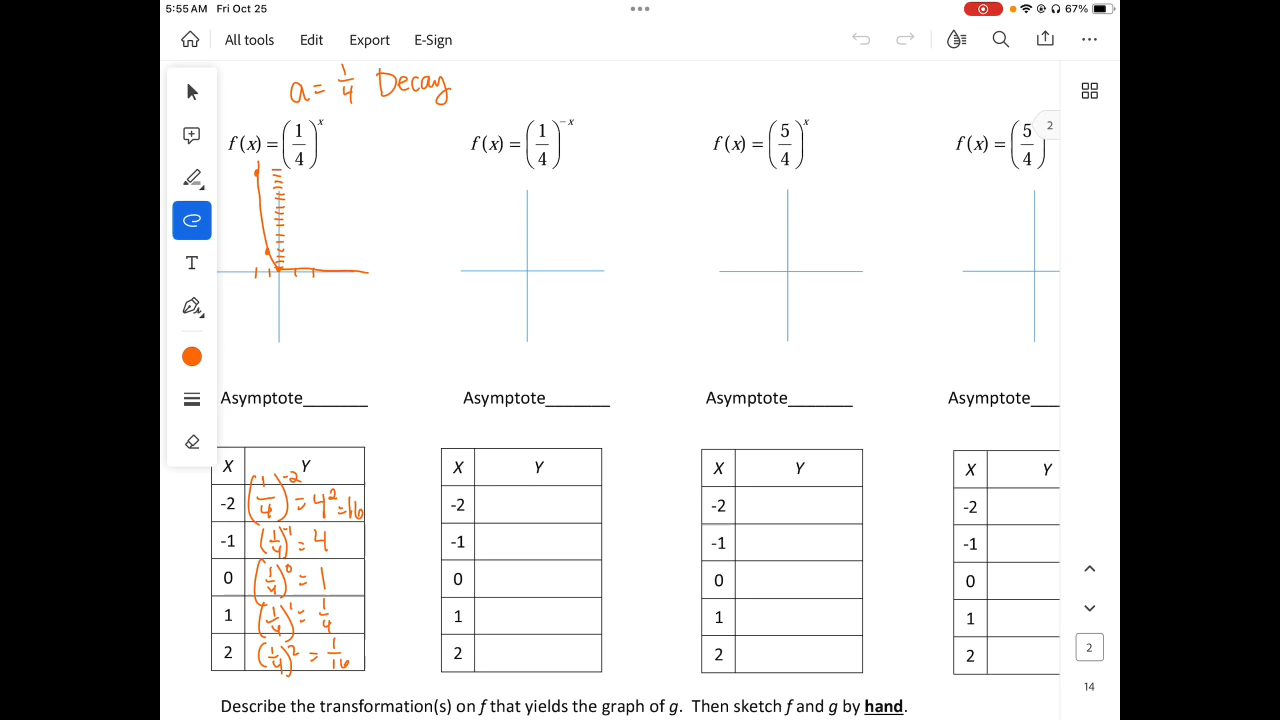 5:55 AM Fri Oct 25
67%
All tools Edit Export E-Sign
a = 1/4 Decay
2
f(x) = (1/4)^x
f(x) = (1/4)^-x
f(x) = (5/4)^x
f(x) = (5/4)
Asymptote_______
Asymptote_______
Asymptote_______
Asymptote___
X Y
-2 (1/4)^-2 = 4^2 = 16
-1 (1/4)^-1 = 4
0 (1/4)^0 = 1
1 (1/4)^1 = 1/4
2 (1/4)^2 = 1/16
X Y
-2
-1
0
1
2
X Y
-2
-1
0
1
2
X Y
-2
-1
0
1
2
T
2
14
Describe the transformation(s) on f that yields the graph of g. Then sketch f and g by hand.